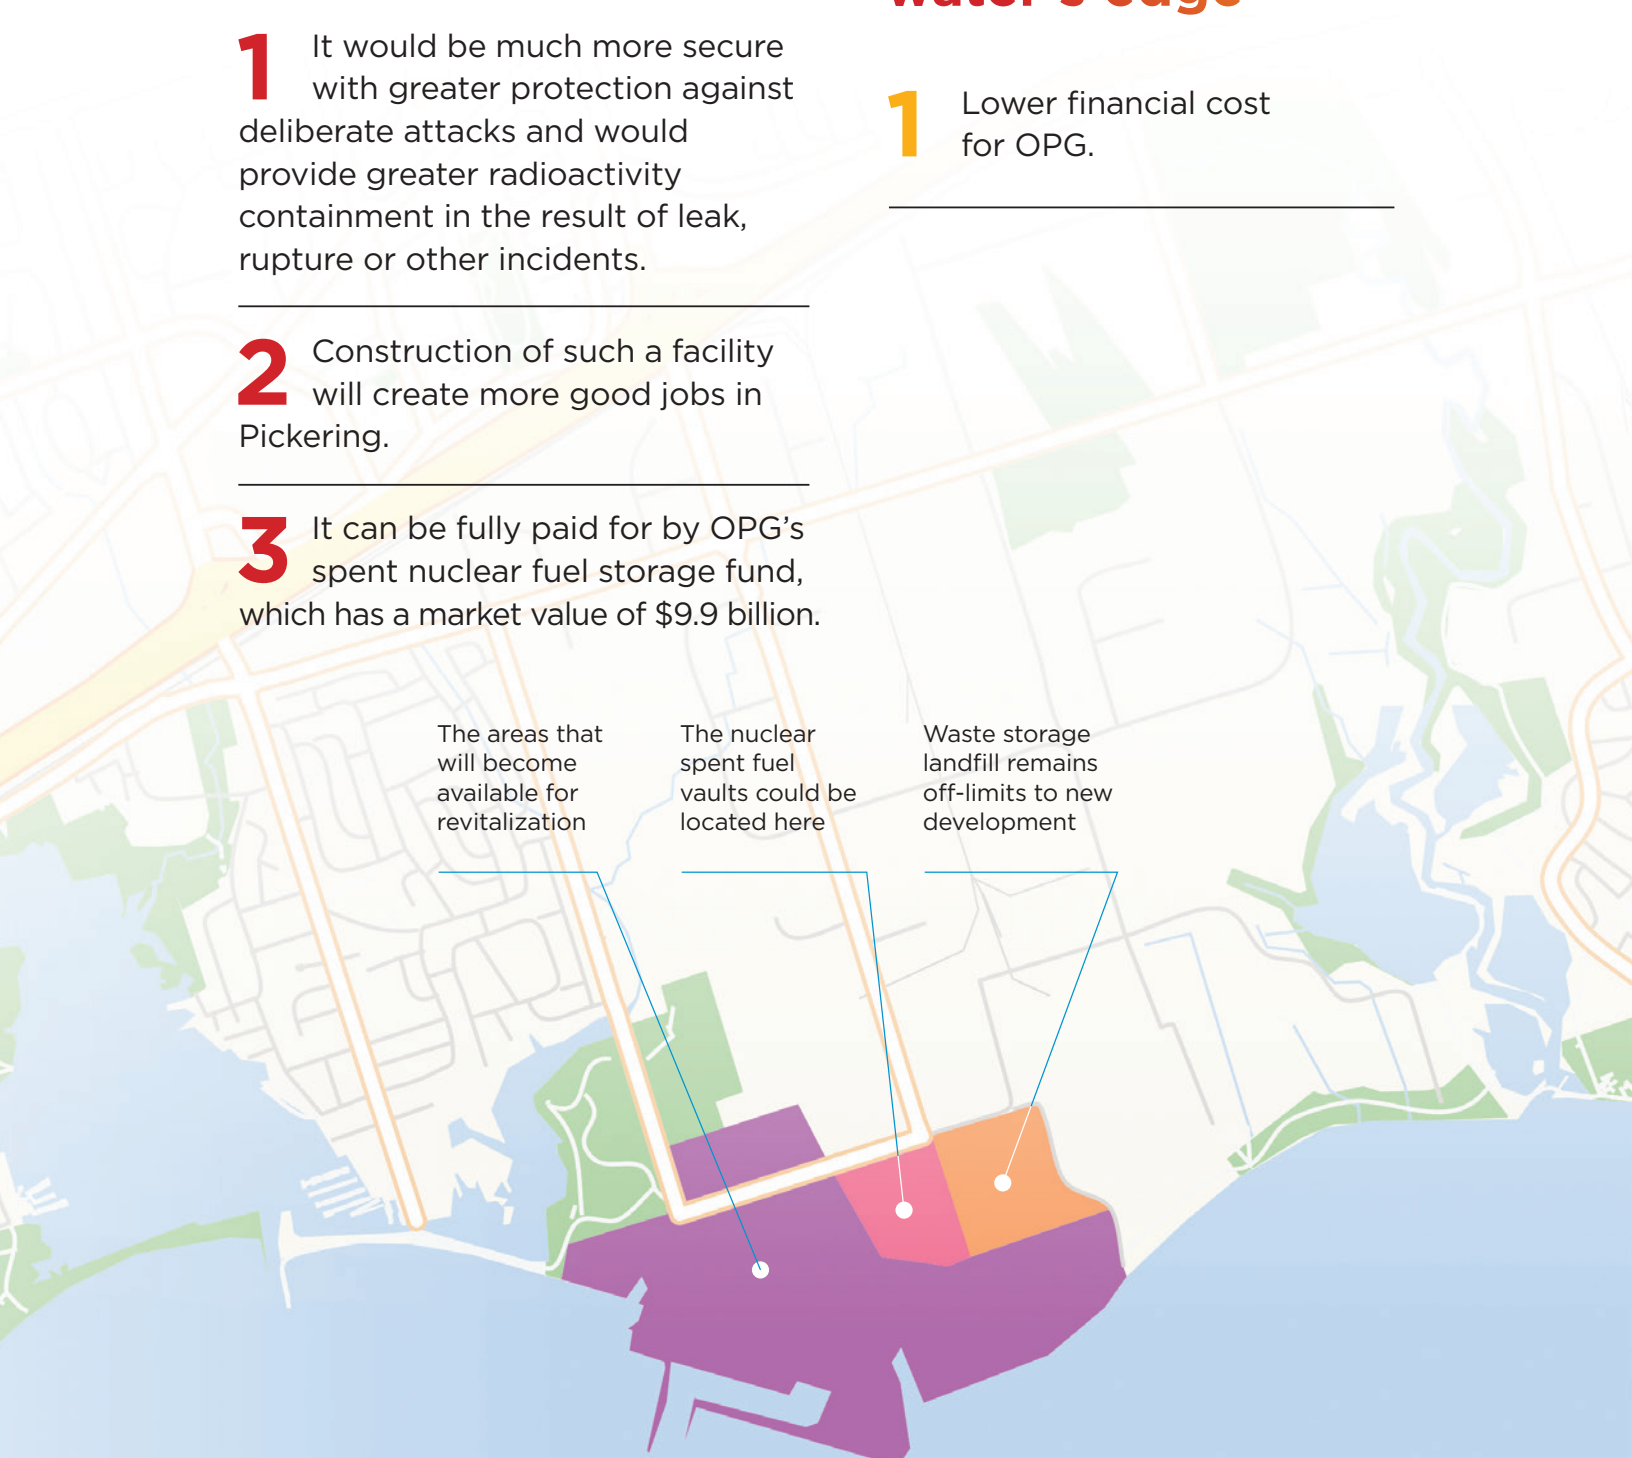 water's edge
1 It would be much more secure
with greater protection against
deliberate attacks and would
provide greater radioactivity
containment in the result of leak,
rupture or other incidents.
2 Construction of such a facility
will create more good jobs in
Pickering.
3 It can be fully paid for by OPG's
spent nuclear fuel storage fund,
which has a market value of $9.9 billion.
1 Lower financial cost
for OPG.
The areas that
will become
available for
revitalization
The nuclear
spent fuel
vaults could be
located here
Waste storage
landfill remains
off-limits to new
development